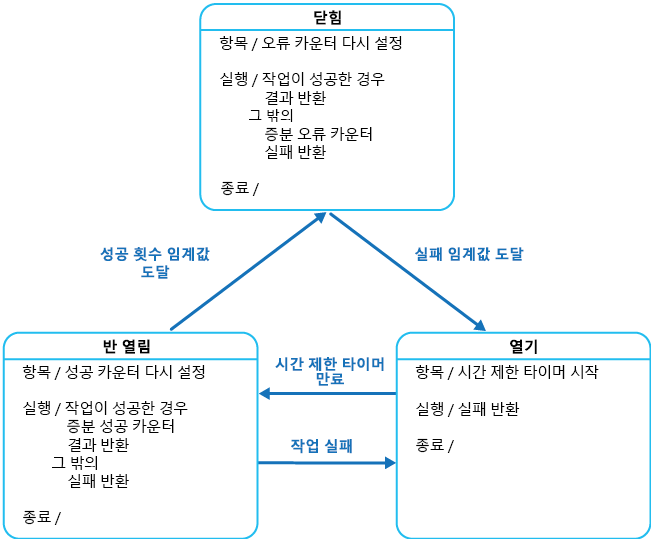 닫힘
항목 / 오류 카운터 다시 설정
실행 / 작업이 성공한 경우
결과 반환
그 밖의
증분 오류 카운터
실패 반환
종료 /
성공 횟수 임계값
도달
실패 임계값 도달
반 열림
항목 / 성공 카운터 다시 설정
실행 / 작업이 성공한 경우
증분 성공 카운터
결과 반환
그 밖의
실패 반환
종료 /
시간 제한 타이머
만료
작업 실패
열기
항목 / 시간 제한 타이머 시작
실행 / 실패 반환
종료 /